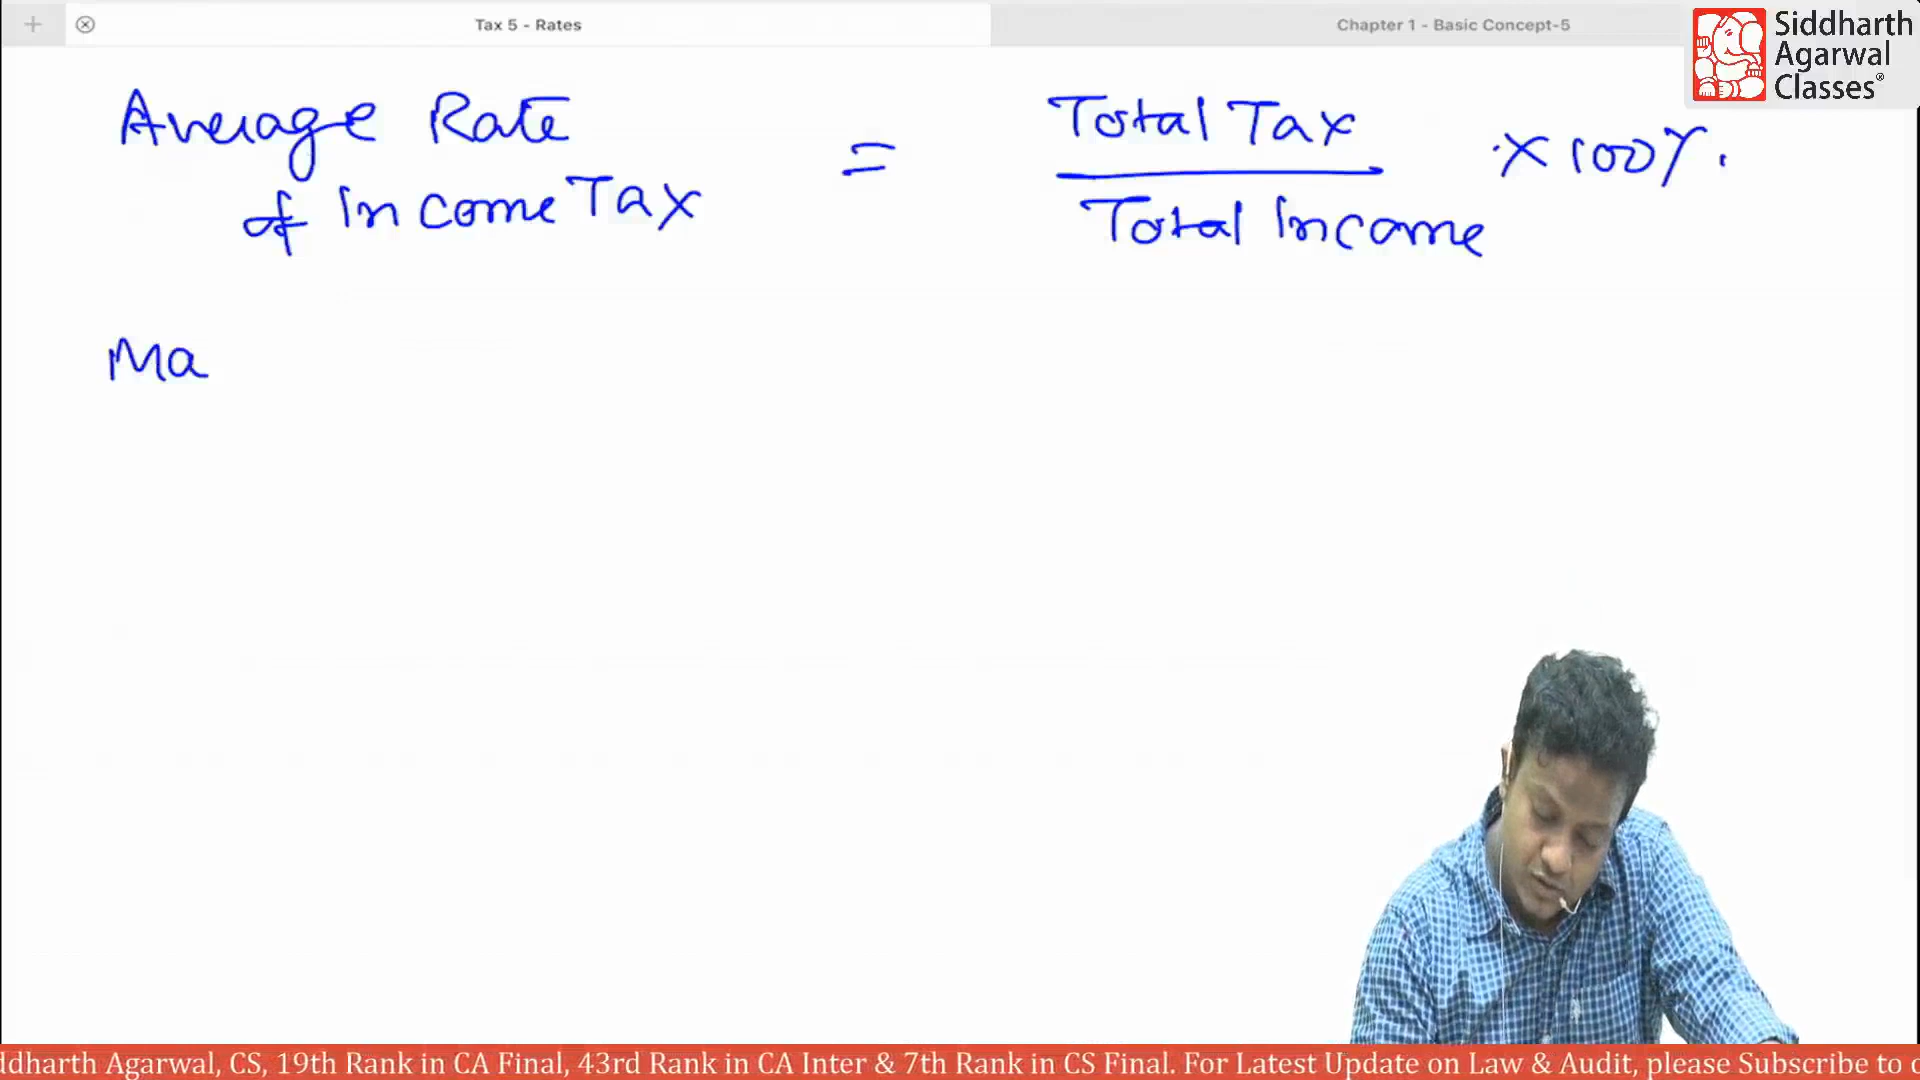 Tax 5 - Rates
Chapter 1 - Basic Concept-5
Siddharth
Agarwal
Classes®
Average Rate
of Income Tax
=
Total Tax
Total Income
× 100%.
Ma
ddharth Agarwal, CS, 19th Rank in CA Final, 43rd Rank in CA Inter & 7th Rank in CS Final. For Latest Update on Law & Audit, please Subscribe to